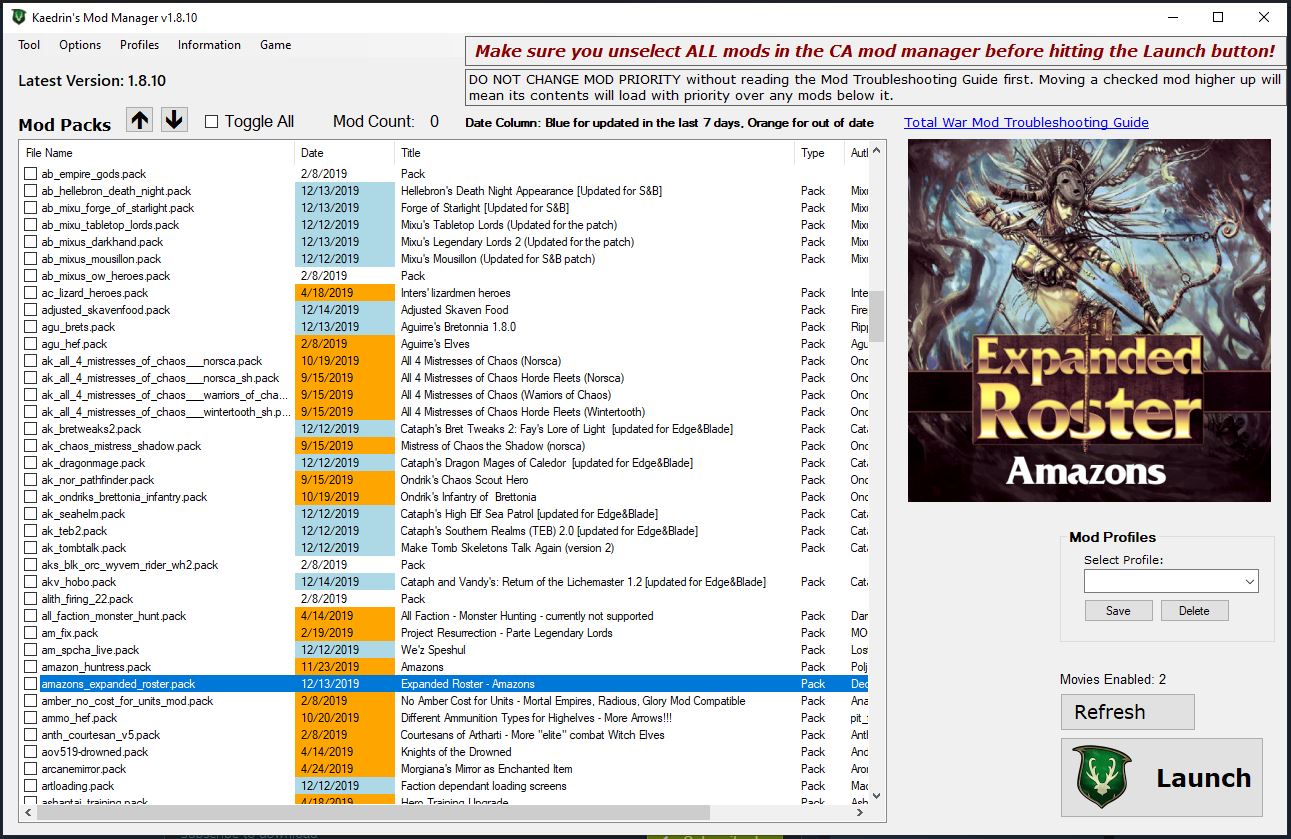 Kaedrin's Mod Manager v1.8.10
Tool Options Profiles Information Game
Make sure you unselect ALL mods in the CA mod manager before hitting the Launch button!
Latest Version: 1.8.10
DO NOT CHANGE MOD PRIORITY without reading the Mod Troubleshooting Guide first. Moving a checked mod higher up will
mean its contents will load with priority over any mods below it.
Mod Packs Toggle All Mod Count: 0 Date Column: Blue for updated in the last 7 days, Orange for out of date Total War Mod Troubleshooting Guide
File Name Date Title Type Autl
ab_empire_gods.pack 2/8/2019 Pack
ab_hellebron_death_night.pack 12/13/2019 Hellebron's Death Night Appearance [Updated for S&B] Pack Mixu
ab_mixu_forge_of_starlight.pack 12/13/2019 Forge of Starlight [Updated for S&B] Pack Mixu
ab_mixu_tabletop_lords.pack 12/12/2019 Mixu's Tabletop Lords (Updated for the patch) Pack Mixu
ab_mixus_darkhand.pack 12/13/2019 Mixu's Legendary Lords 2 (Updated for the patch) Pack Mixu
ab_mixus_mousillon.pack 12/12/2019 Mixu's Mousillon (Updated for S&B patch) Pack Mixu
ab_mixus_ow_heroes.pack 2/8/2019 Pack
ac_lizard_heroes.pack 4/18/2019 Inters' lizardmen heroes Pack Inte
adjusted_skavenfood.pack 12/14/2019 Adjusted Skaven Food Pack Fire
agu_brets.pack 12/13/2019 Aguirre's Bretonnia 1.8.0 Pack Ripp
agu_hef.pack 2/8/2019 Aguirre's Elves Pack Agu
ak_all_4_mistresses_of_chaos___norsca.pack 10/19/2019 All 4 Mistresses of Chaos (Norsca) Pack Ond
ak_all_4_mistresses_of_chaos___norsca_sh.pack 9/15/2019 All 4 Mistresses of Chaos Horde Fleets (Norsca) Pack Ond
ak_all_4_mistresses_of_chaos___warriors_of_cha... 9/15/2019 All 4 Mistresses of Chaos (Warriors of Chaos) Pack Ond
ak_all_4_mistresses_of_chaos___wintertooth_sh.p... 9/15/2019 All 4 Mistresses of Chaos Horde Fleets (Wintertooth) Pack Ond
ak_bretweaks2.pack 12/12/2019 Cataph's Bret Tweaks 2: Fay's Lore of Light [updated for Edge&Blade] Pack Cata
ak_chaos_mistress_shadow.pack 9/15/2019 Mistress of Chaos the Shadow (norsca) Pack Ond
ak_dragonmage.pack 12/12/2019 Cataph's Dragon Mages of Caledor [updated for Edge&Blade] Pack Cata
ak_nor_pathfinder.pack 9/15/2019 Ondrik's Chaos Scout Hero Pack Ond
ak_ondriks_brettonia_infantry.pack 10/19/2019 Ondrik's Infantry of Brettonia Pack Ond
ak_seahelm.pack 12/12/2019 Cataph's High Elf Sea Patrol [updated for Edge&Blade] Pack Cata
ak_teb2.pack 12/12/2019 Cataph's Southern Realms (TEB) 2.0 [updated for Edge&Blade] Pack Cata
ak_tombtalk.pack 12/12/2019 Make Tomb Skeletons Talk Again (version 2) Pack Cata
aks_blk_orc_wyvern_rider_wh2.pack 2/8/2019 Pack
akv_hobo.pack 12/14/2019 Cataph and Vandy's: Return of the Lichemaster 1.2 [updated for Edge&Blade] Pack Cata
alith_firing_22.pack 2/8/2019 Pack
all_faction_monster_hunt.pack 4/14/2019 All Faction - Monster Hunting - currently not supported Pack Dar
am_fix.pack 2/19/2019 Project Resurrection - Parte Legendary Lords Pack MO
am_spcha_live.pack 12/12/2019 We'z Speshul Pack Lost
amazon_huntress.pack 11/23/2019 Amazons Pack Polj
amazons_expanded_roster.pack 12/13/2019 Expanded Roster - Amazons Pack Dec
amber_no_cost_for_units_mod.pack 2/8/2019 No Amber Cost for Units - Mortal Empires, Radious, Glory Mod Compatible Pack Ana
ammo_hef.pack 10/20/2019 Different Ammunition Types for Highelves - More Arrows!!! Pack pit_
anth_courtesan_v5.pack 2/8/2019 Courtesans of Artharti - More "elite" combat Witch Elves Pack Antl
aov519-drowned.pack 4/14/2019 Knights of the Drowned Pack And
arcanemirror.pack 4/24/2019 Morgiana's Mirror as Enchanted Item Pack Aror
artloading.pack 12/12/2019 Faction dependant loading screens Pack Mac
ashantai_training.pack 4/18/2019 Hero Training Upgrade Pack Ash
Expanded
Roster
Amazons
Mod Profiles
Select Profile:
Save Delete
Movies Enabled: 2
Refresh
Launch